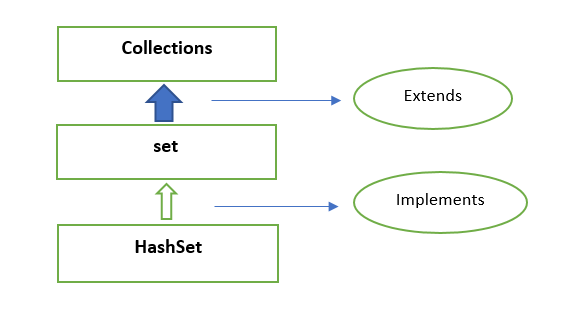 Collections
Extends
set
Implements
HashSet